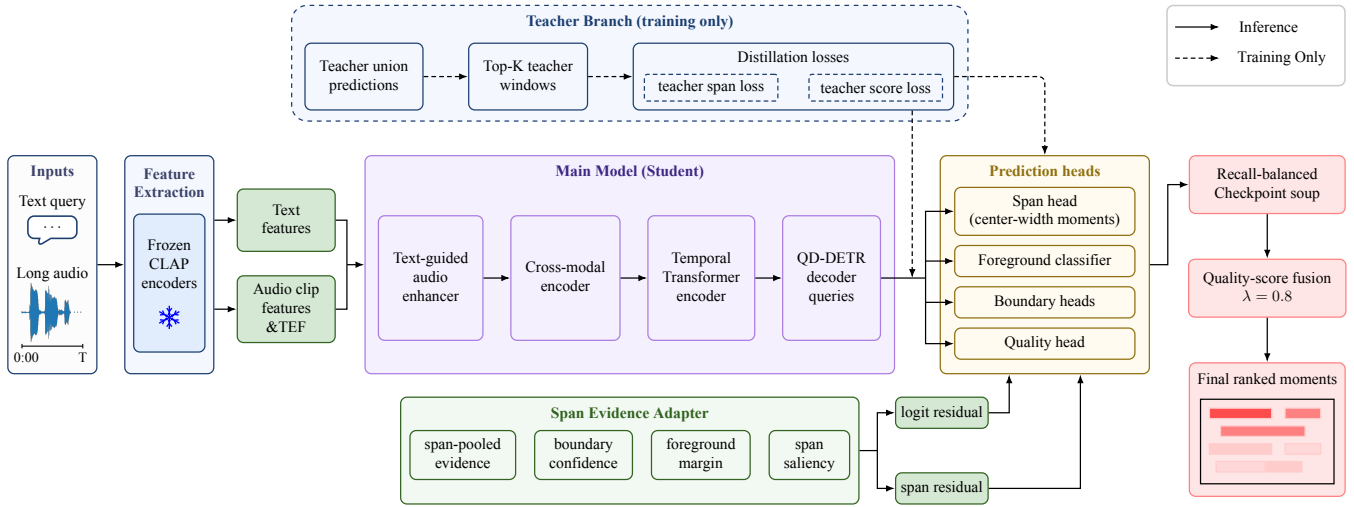 Teacher Branch (training only)
Teacher union
predictions
Top-K teacher
windows
Distillation losses
teacher span loss
teacher score loss
Inference
Training Only
Inputs
Text query
Long audio
0:00
T
Feature
Extraction
Frozen
CLAP
encoders
Text
features
Audio clip
features
&TEF
Main Model (Student)
Text-guided
audio
enhancer
Cross-modal
encoder
Temporal
Transformer
encoder
QD-DETR
decoder
queries
Prediction heads
Span head
(center-width moments)
Foreground classifier
Boundary heads
Quality head
Recall-balanced
Checkpoint soup
Quality-score fusion
λ = 0.8
Final ranked moments
Span Evidence Adapter
span-pooled
evidence
boundary
confidence
foreground
margin
span
saliency
logit residual
span residual